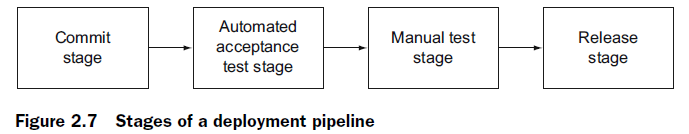 Commit
stage
Automated
acceptance
test stage
Manual test
stage
Release
stage
Figure 2.7 Stages of a deployment pipeline